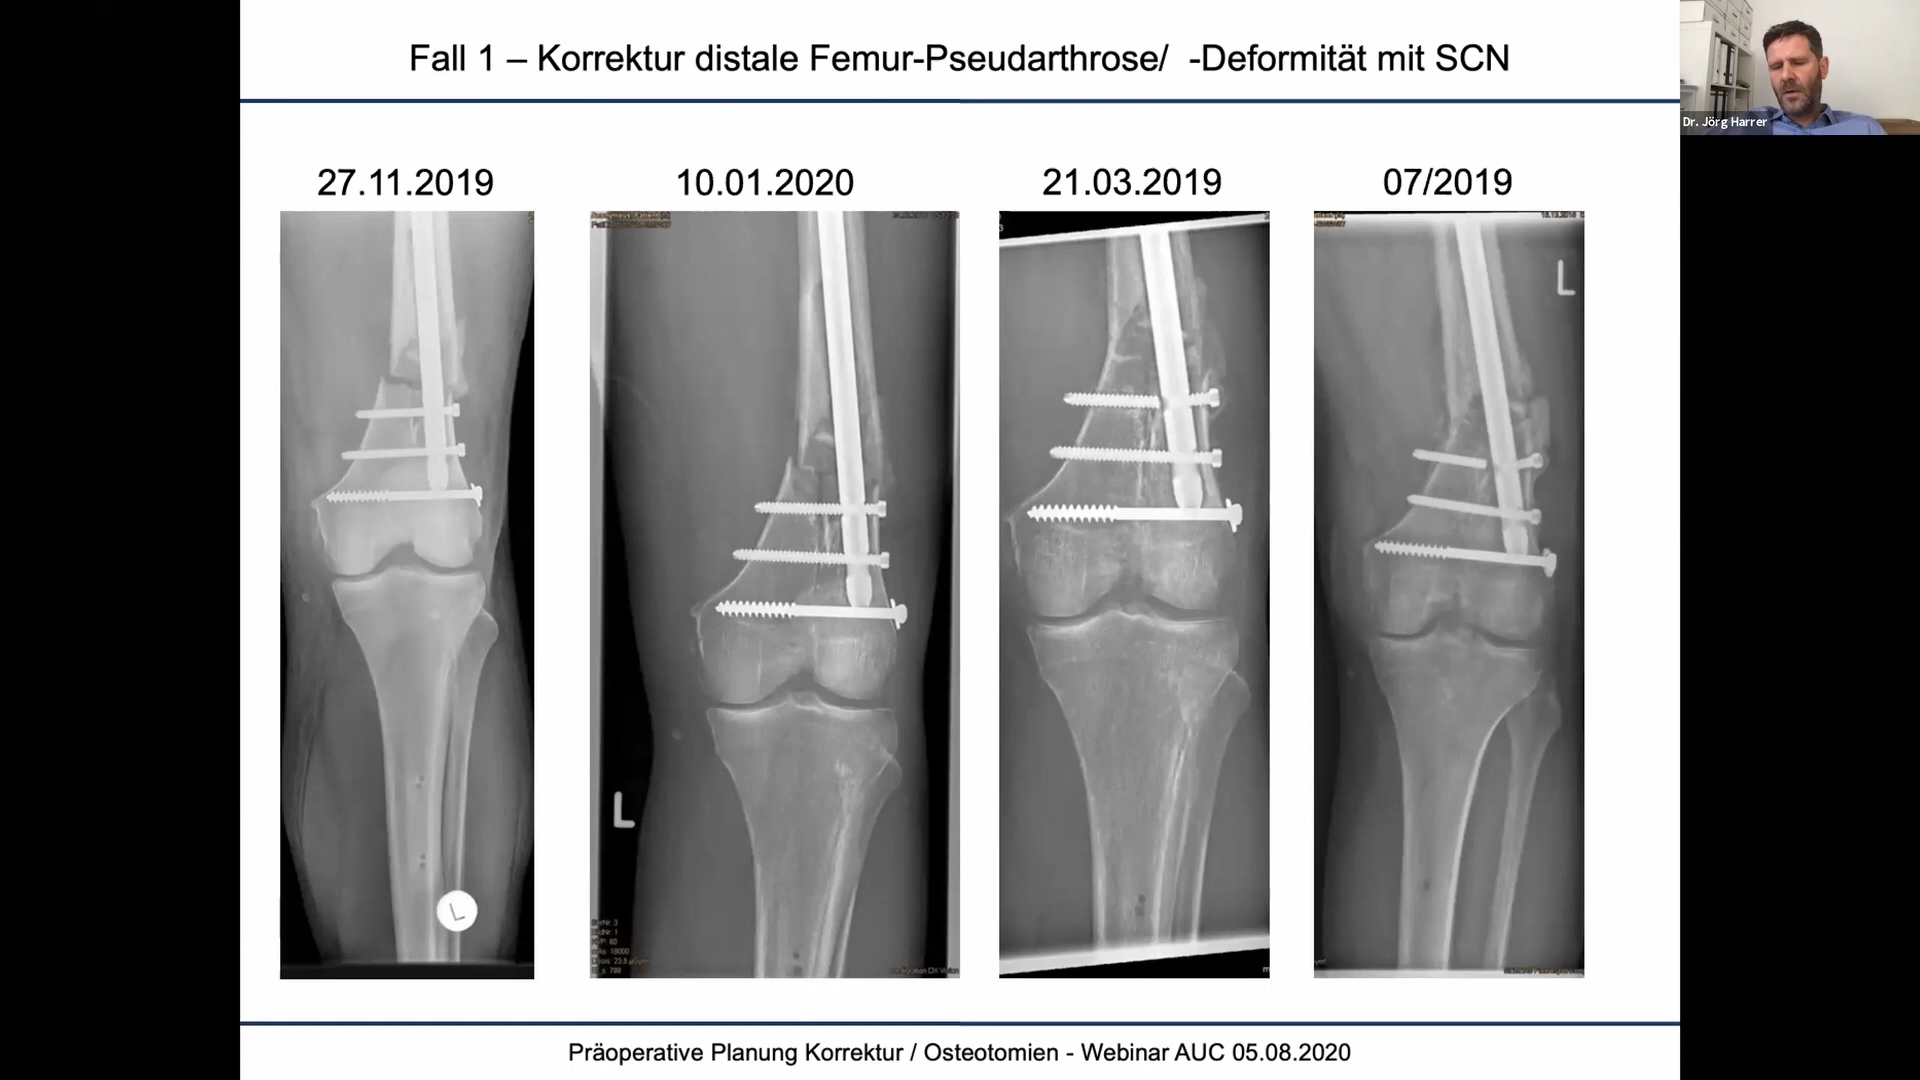 Fall 1 – Korrektur distale Femur-Pseudarthrose/ -Deformität mit SCN
Dr. Jörg Harrer
27.11.2019
10.01.2020
21.03.2019
07/2019
L
L
L
Präoperative Planung Korrektur / Osteotomien - Webinar AUC 05.08.2020